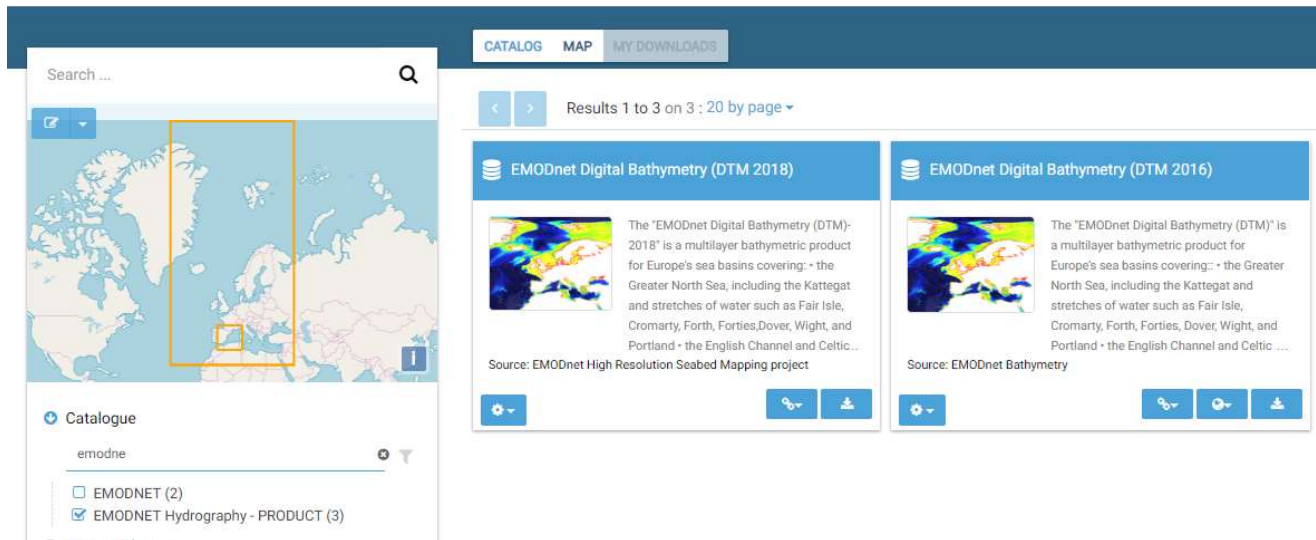 CATALOG MAP MY DOWNLOADS
Search ...
Results 1 to 3 on 3 : 20 by page
EMODnet Digital Bathymetry (DTM 2018)
The "EMODnet Digital Bathymetry (DTM)-
2018" is a multilayer bathymetric product
for Europe's sea basins covering: • the
Greater North Sea, including the Kattegat
and stretches of water such as Fair Isle,
Cromarty, Forth, Forties,Dover, Wight, and
Portland • the English Channel and Celtic...
Source: EMODnet High Resolution Seabed Mapping project
EMODnet Digital Bathymetry (DTM 2016)
The "EMODnet Digital Bathymetry (DTM)" is
a multilayer bathymetric product for
Europe's sea basins covering:: • the Greater
North Sea, including the Kattegat and
stretches of water such as Fair Isle,
Cromarty, Forth, Forties, Dover, Wight, and
Portland • the English Channel and Celtic ...
Source: EMODnet Bathymetry
i
Catalogue
emodne
EMODNET (2)
EMODNET Hydrography - PRODUCT (3)